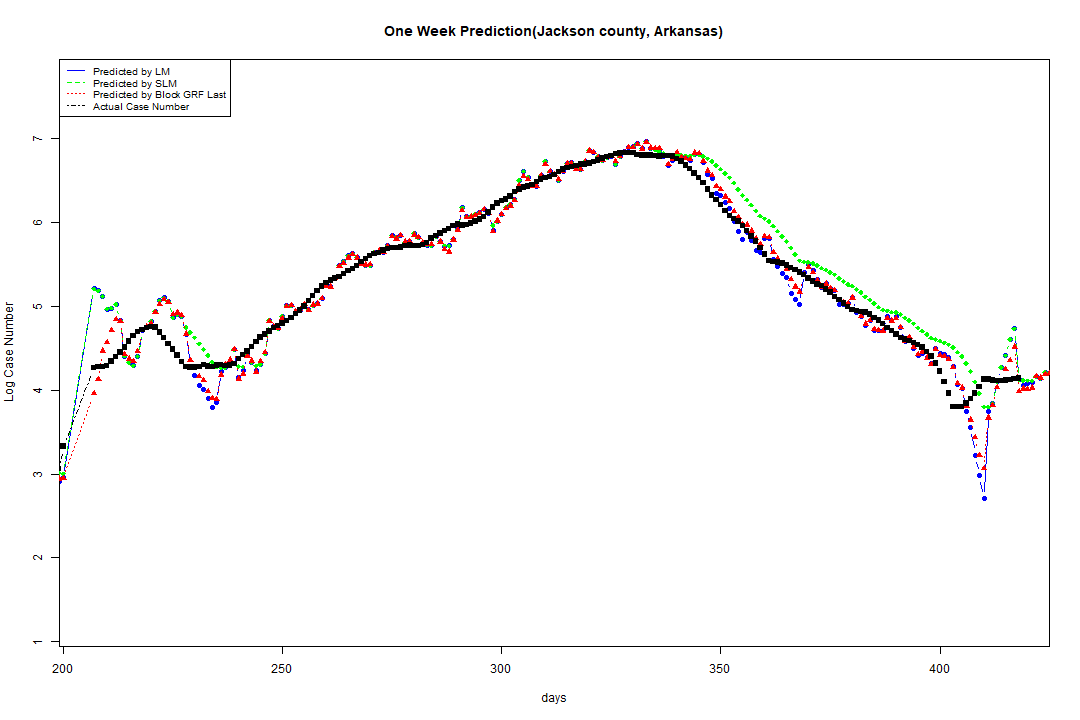 One Week Prediction(Jackson county, Arkansas)
Predicted by LM
Predicted by SLM
Predicted by Block GRF Last
Actual Case Number
7
6
5
4
3
2
1
Log Case Number
200 250 300 350 400
days